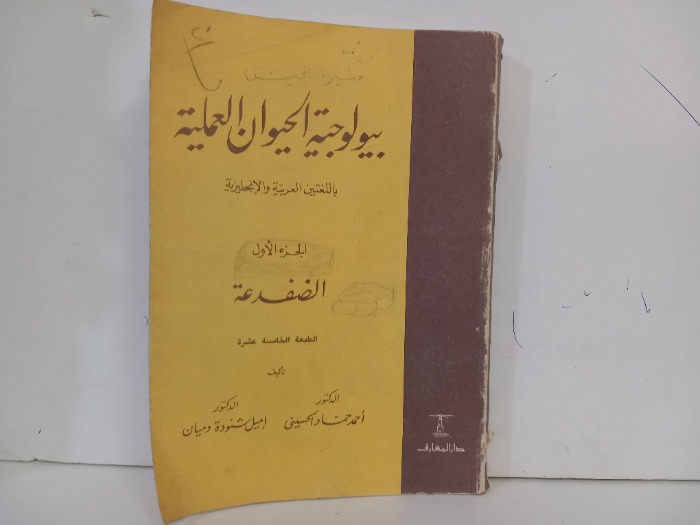 بيولوجية الحيوان العملية
باللغتين العربية والإنجليزية
الجزء الأول
الضفدعة
الطبعة الخامسة عشرة
تأليف
الدكتور الدكتور
أحمد حماد الحسيني اميل شنودة دميان
دار المعارف